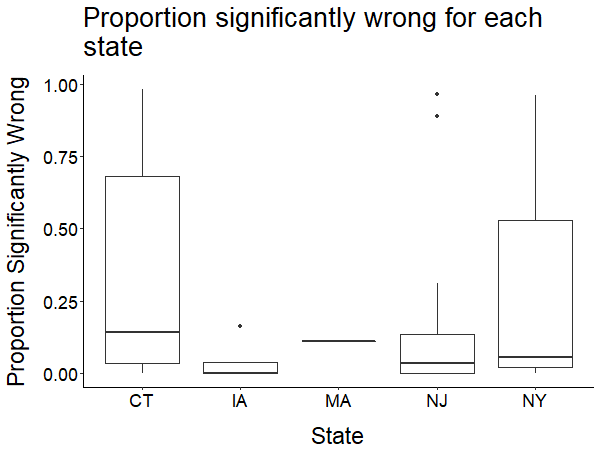 Proportion significantly wrong for each
state
Proportion Significantly Wrong
1.00
0.75
0.50
0.25
0.00
CT
IA
MA
NJ
NY
State